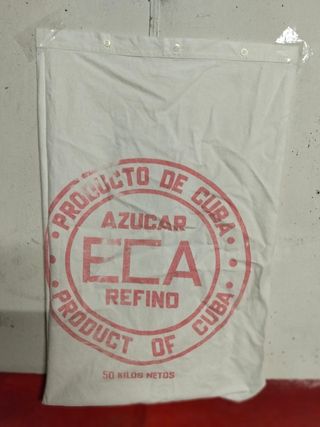 PRODUCTO DE CUBA
AZUCAR
ECA
REFINO
PRODUCT OF CUBA
50 KILOS NETOS